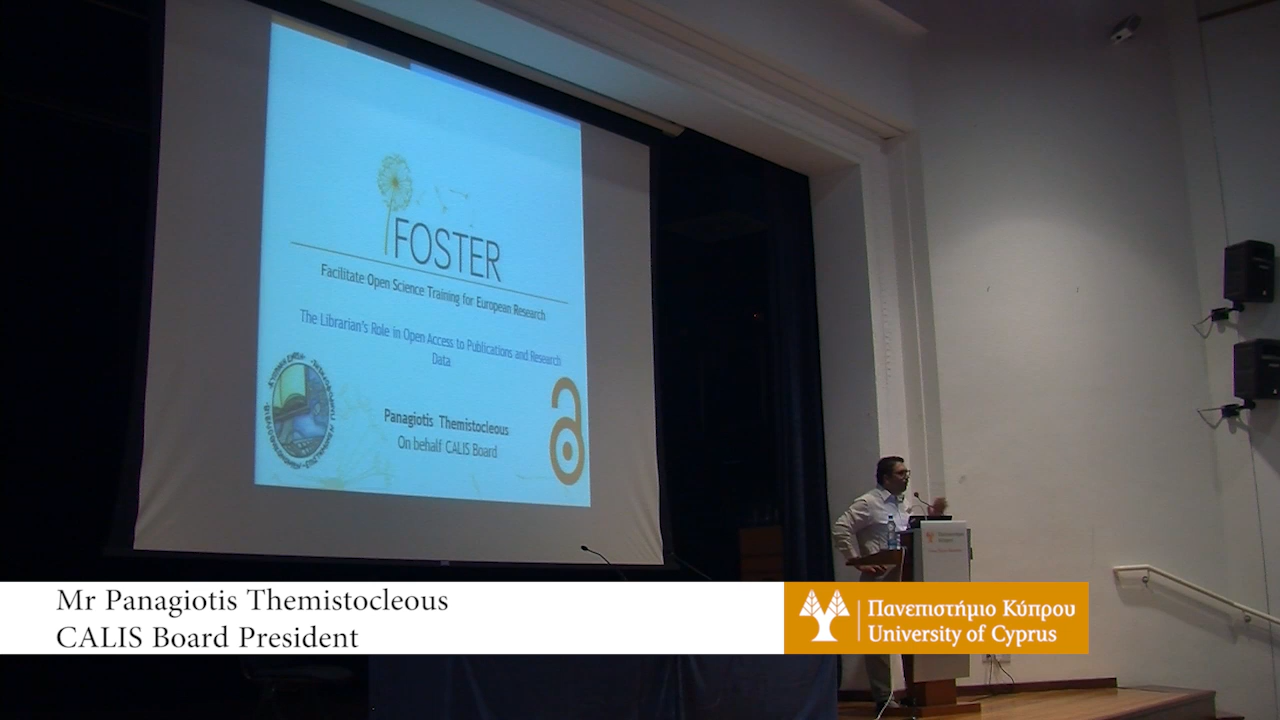 FOSTER
Facilitate Open Science Training for European Research
The Librarian's Role in Open Access to Publications and Research
Data
Panagiotis Themistocleous
On behalf CALIS Board
Mr Panagiotis Themistocleous
CALIS Board President
Πανεπιστήμιο Κύπρου
University of Cyprus